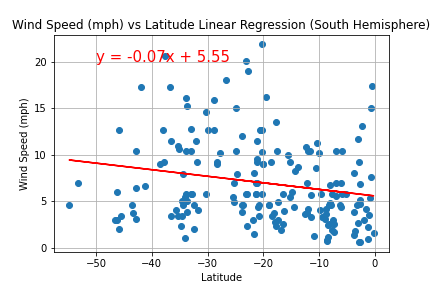 Wind Speed (mph) vs Latitude Linear Regression (South Hemisphere)
y = -0.07x + 5.55
Wind Speed (mph)
20
15
10
5
0
−50 −40 −30 −20 −10 0
Latitude